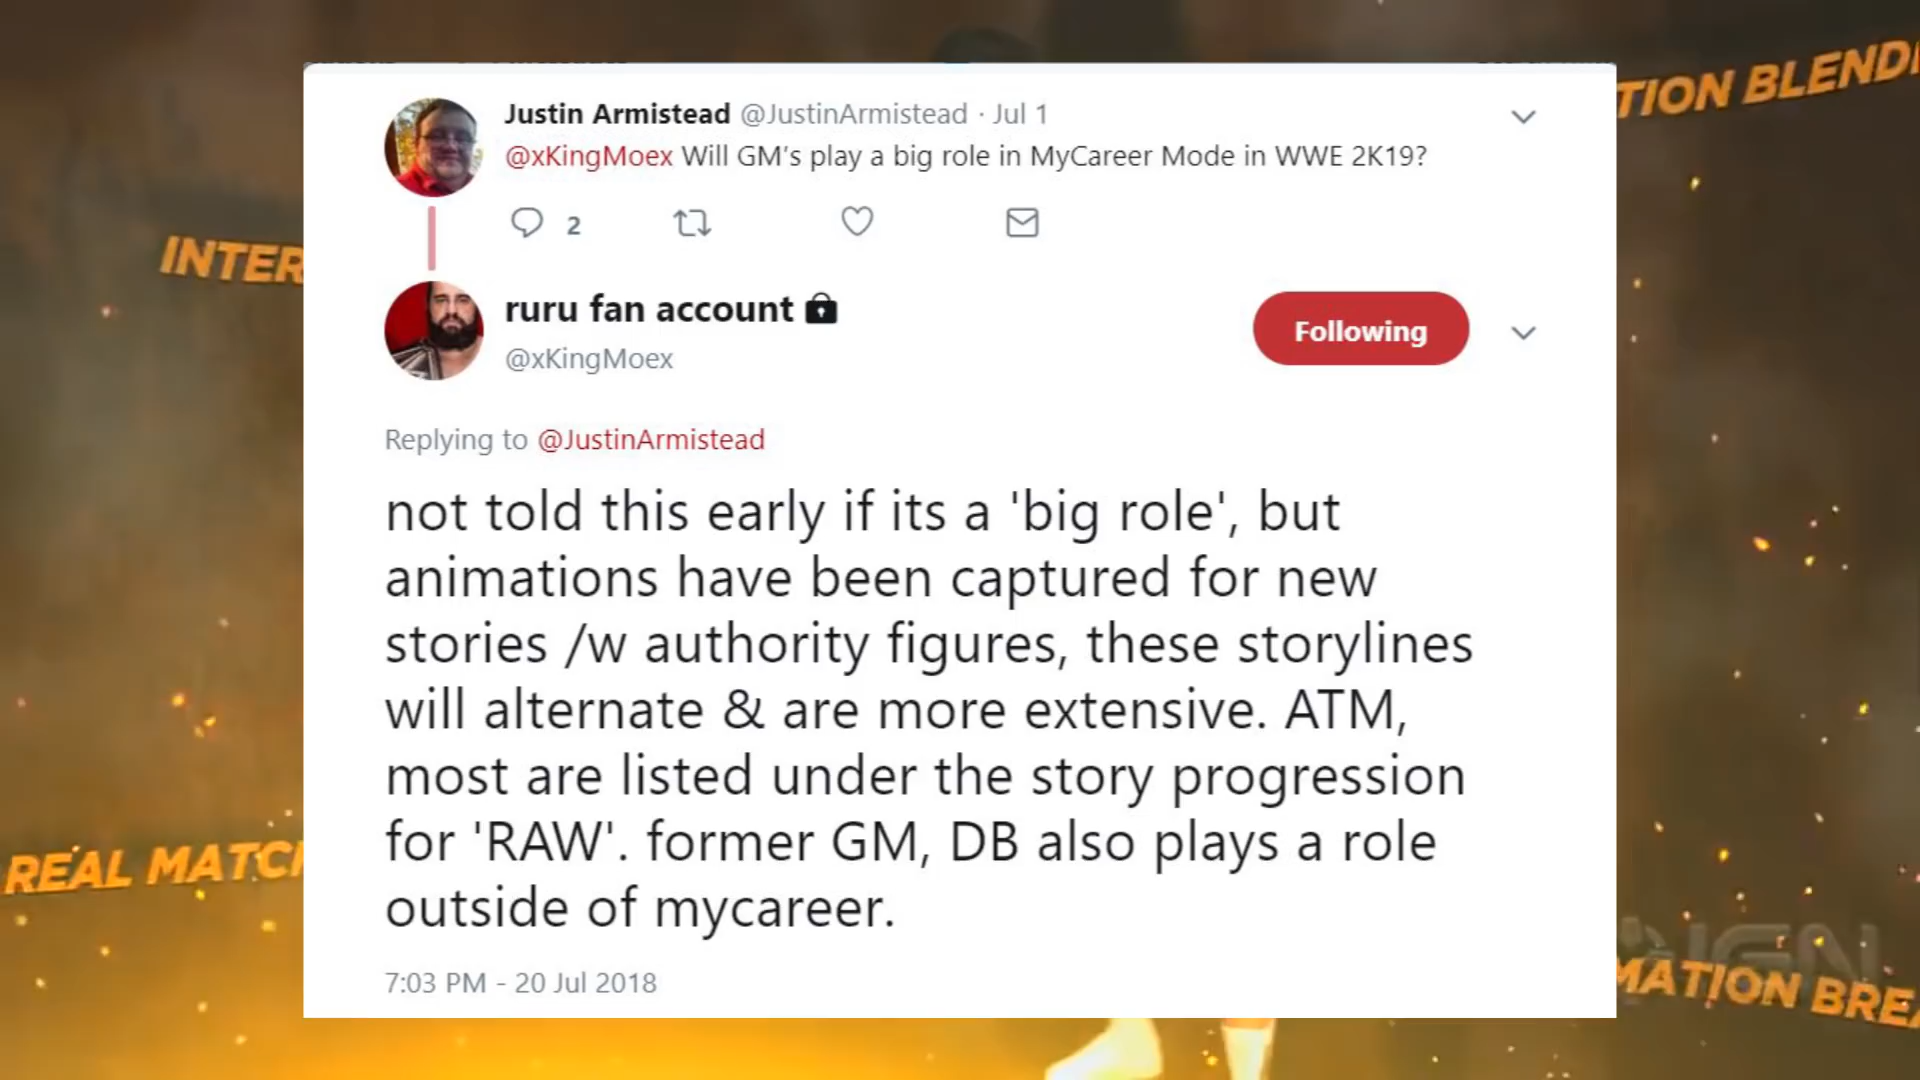 TION BLENDI
Justin Armistead @JustinArmistead · Jul 1
@xKingMoex Will GM's play a big role in MyCareer Mode in WWE 2K19?
2
INTER
ruru fan account
@xKingMoex
Following
Replying to @JustinArmistead
not told this early if its a 'big role', but
animations have been captured for new
stories /w authority figures, these storylines
will alternate & are more extensive. ATM,
most are listed under the story progression
for 'RAW'. former GM, DB also plays a role
outside of mycareer.
REAL MATCH
7:03 PM - 20 Jul 2018
IGN
MATION BREA